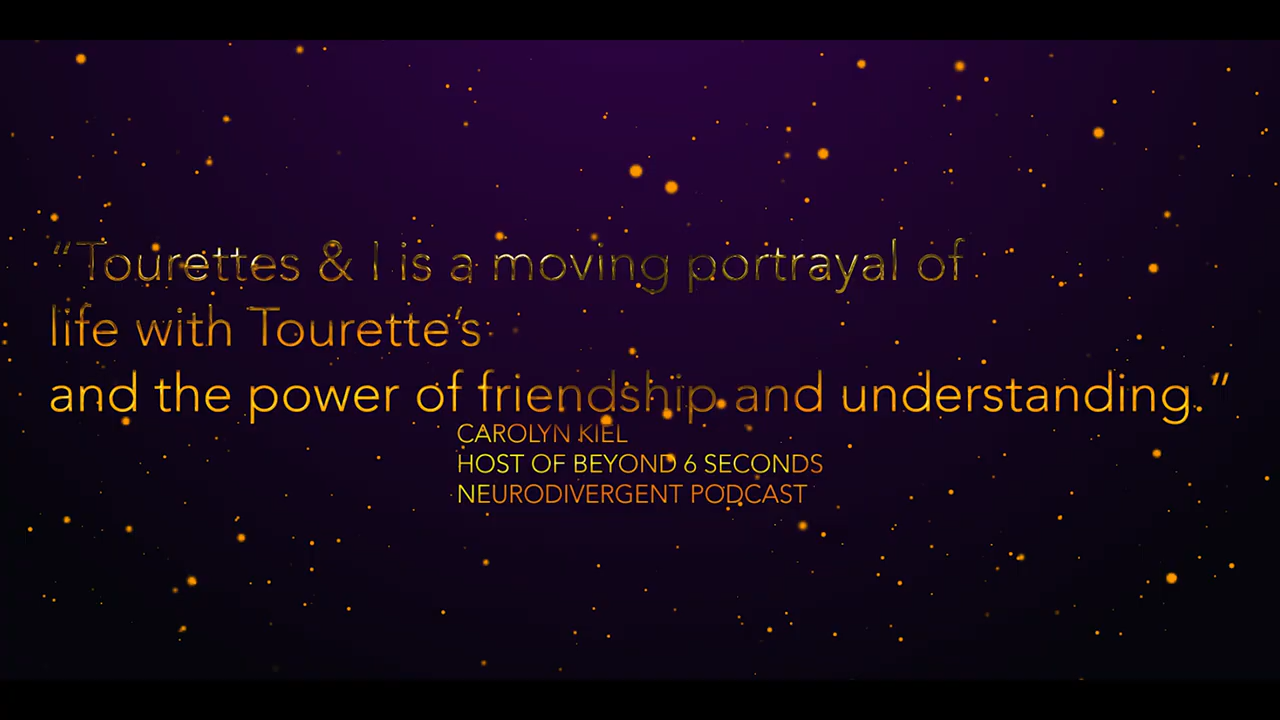 “Tourettes & I is a moving portrayal of
life with Tourette‘s
and the power of friendship and understanding.”
CAROLYN KIEL
HOST OF BEYOND 6 SECONDS
NEURODIVERGENT PODCAST